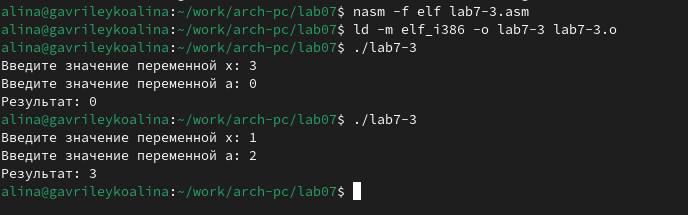 alina@gavrileykoalina:~/work/arch-pc/lab07$ nasm -f elf lab7-3.asm
alina@gavrileykoalina:~/work/arch-pc/lab07$ ld -m elf_i386 -o lab7-3 lab7-3.o
alina@gavrileykoalina:~/work/arch-pc/lab07$ ./lab7-3
Введите значение переменной x: 3
Введите значение переменной a: 0
Результат: 0
alina@gavrileykoalina:~/work/arch-pc/lab07$ ./lab7-3
Введите значение переменной x: 1
Введите значение переменной a: 2
Результат: 3
alina@gavrileykoalina:~/work/arch-pc/lab07$